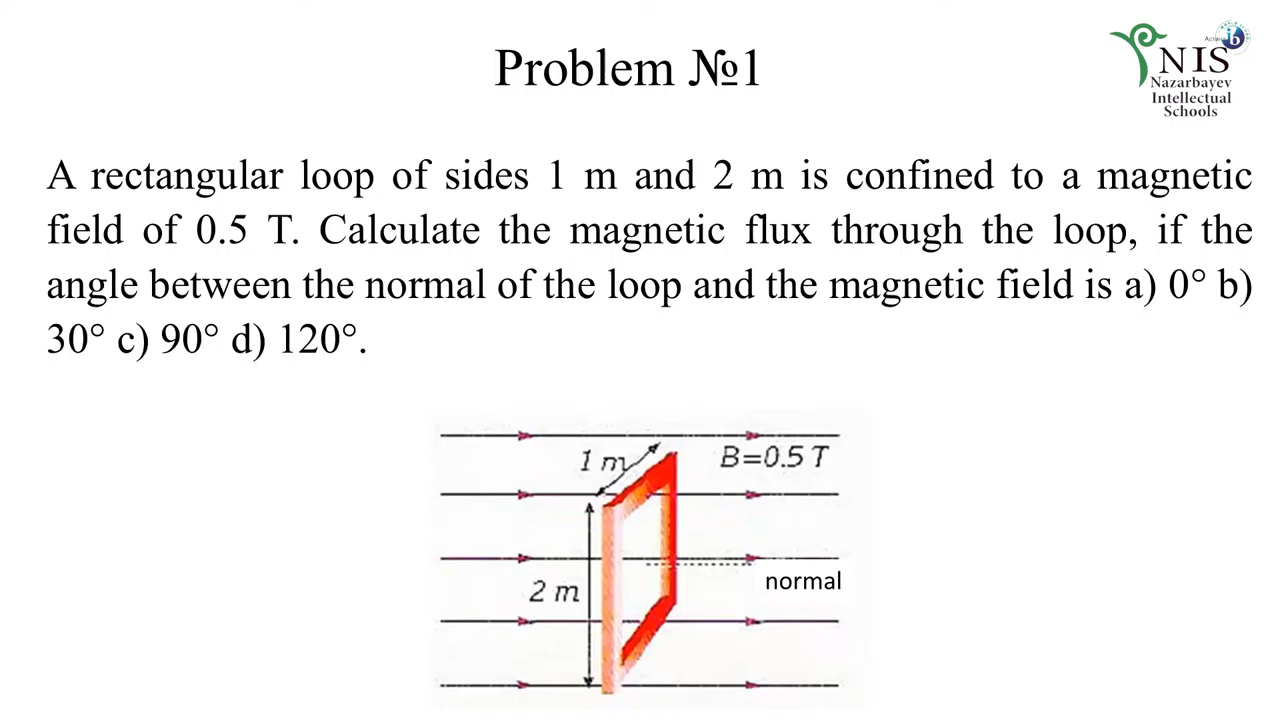 Problem №1
NIS
Nazarbayev
Intellectual
Schools
A rectangular loop of sides 1 m and 2 m is confined to a magnetic
field of 0.5 T. Calculate the magnetic flux through the loop, if the
angle between the normal of the loop and the magnetic field is a) 0° b)
30° c) 90° d) 120°.
1 m
B=0.5 T
2 m
normal